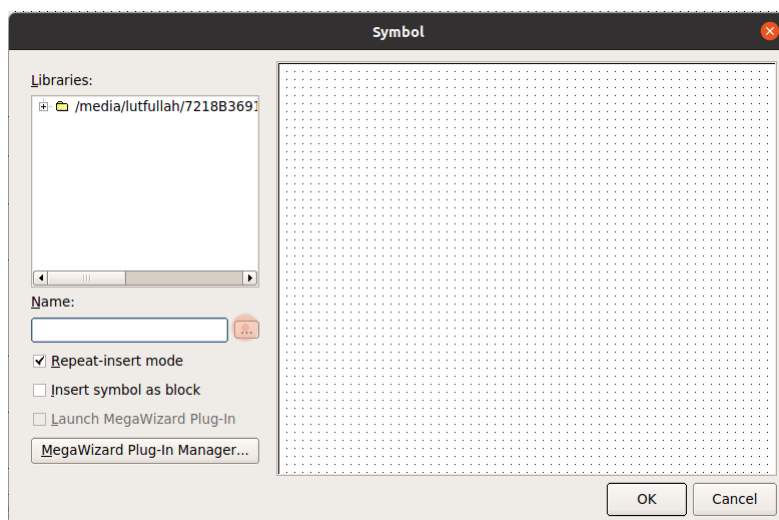 Symbol
Libraries:
/media/lutfullah/7218B3691
Name:
...
Repeat-insert mode
Insert symbol as block
Launch MegaWizard Plug-In
MegaWizard Plug-In Manager...
OK Cancel